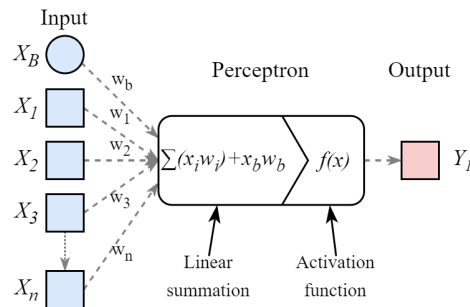 Input
X_B
X_1
X_2
X_3
X_n
w_b
w_1
w_2
w_3
w_n
Perceptron
∑(x_i w_i)+x_b w_b
f(x)
Linear
summation
Activation
function
Output
Y_1